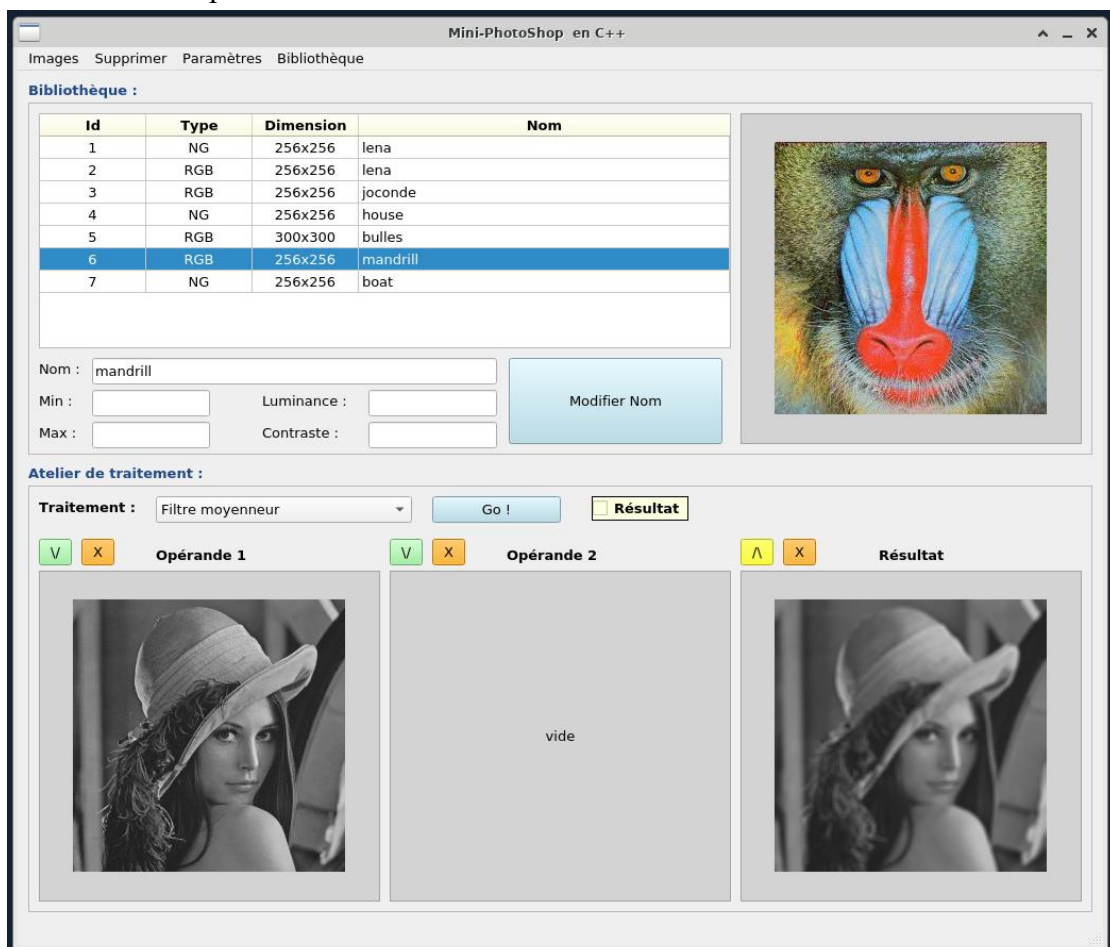 Mini-PhotoShop en C++
Images Supprimer Paramètres Bibliothèque
Bibliothèque :
Id Type Dimension Nom
1 NG 256x256 lena
2 RGB 256x256 lena
3 RGB 256x256 joconde
4 NG 256x256 house
5 RGB 300x300 bulles
6 RGB 256x256 mandrill
7 NG 256x256 boat
Nom : mandrill
Min : Luminance : Modifier Nom
Max : Contraste :
Atelier de traitement :
Traitement : Filtre moyenneur Go ! Résultat
\/ X Opérande 1 \/ X Opérande 2 /\ X Résultat
vide